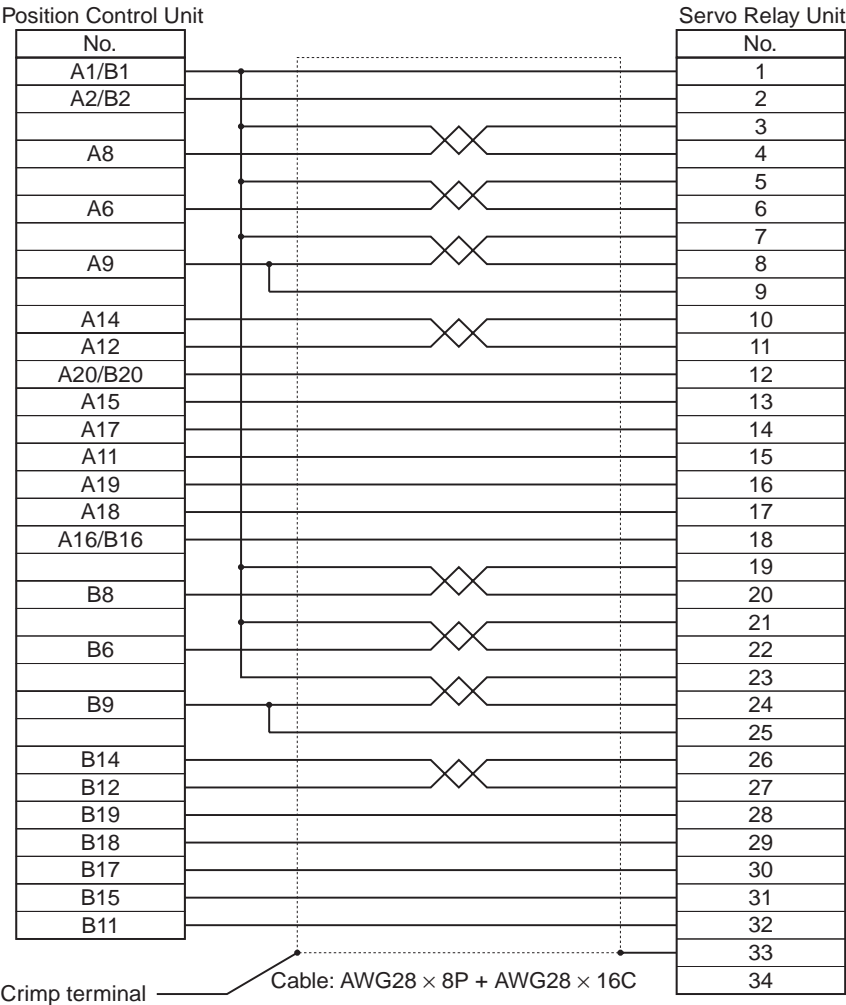 Position Control Unit Servo Relay Unit
No. No.
A1/B1 1
A2/B2 2
3
A8 4
5
A6 6
7
A9 8
9
A14 10
A12 11
A20/B20 12
A15 13
A17 14
A11 15
A19 16
A18 17
A16/B16 18
19
B8 20
21
B6 22
23
B9 24
25
B14 26
B12 27
B19 28
B18 29
B17 30
B15 31
B11 32
33
Crimp terminal Cable: AWG28 × 8P + AWG28 × 16C 34